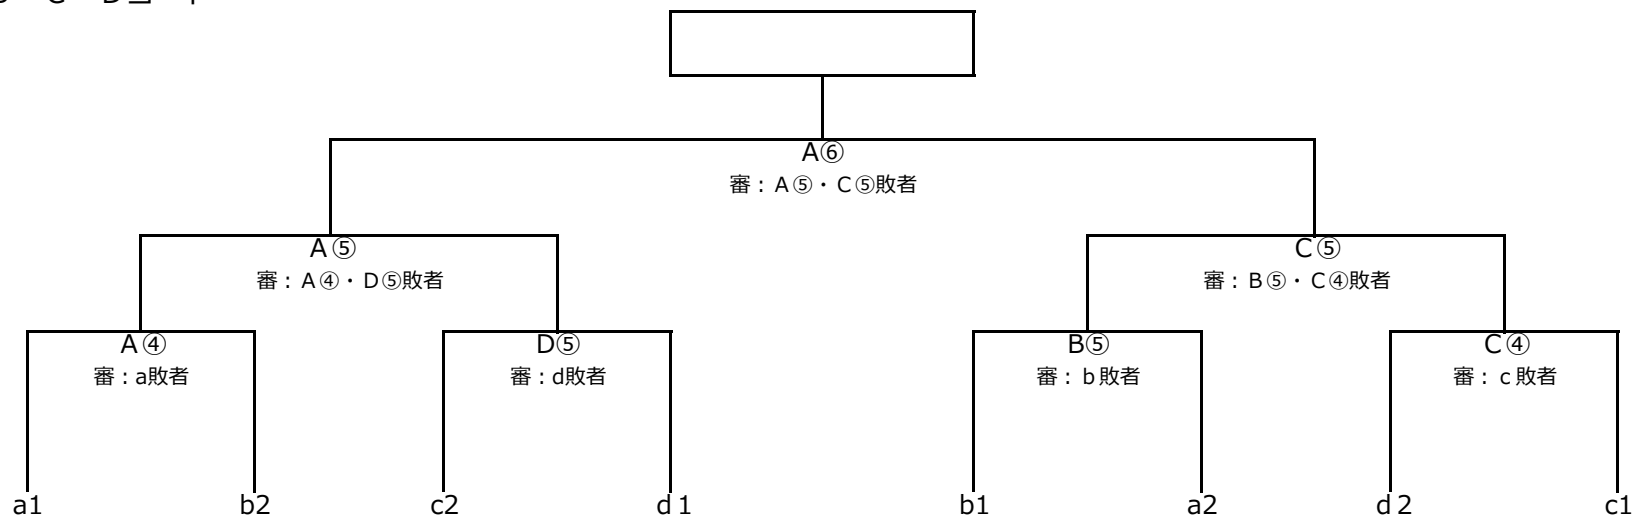 A⑥
審：A⑤・C⑤敗者
A⑤ C⑤
審：A④・D⑤敗者 審：B⑤・C④敗者
A④ D⑤ B⑤ C④
審：a敗者 審：d敗者 審：b敗者 審：c敗者
a1 b2 c2 d1 b1 a2 d2 c1